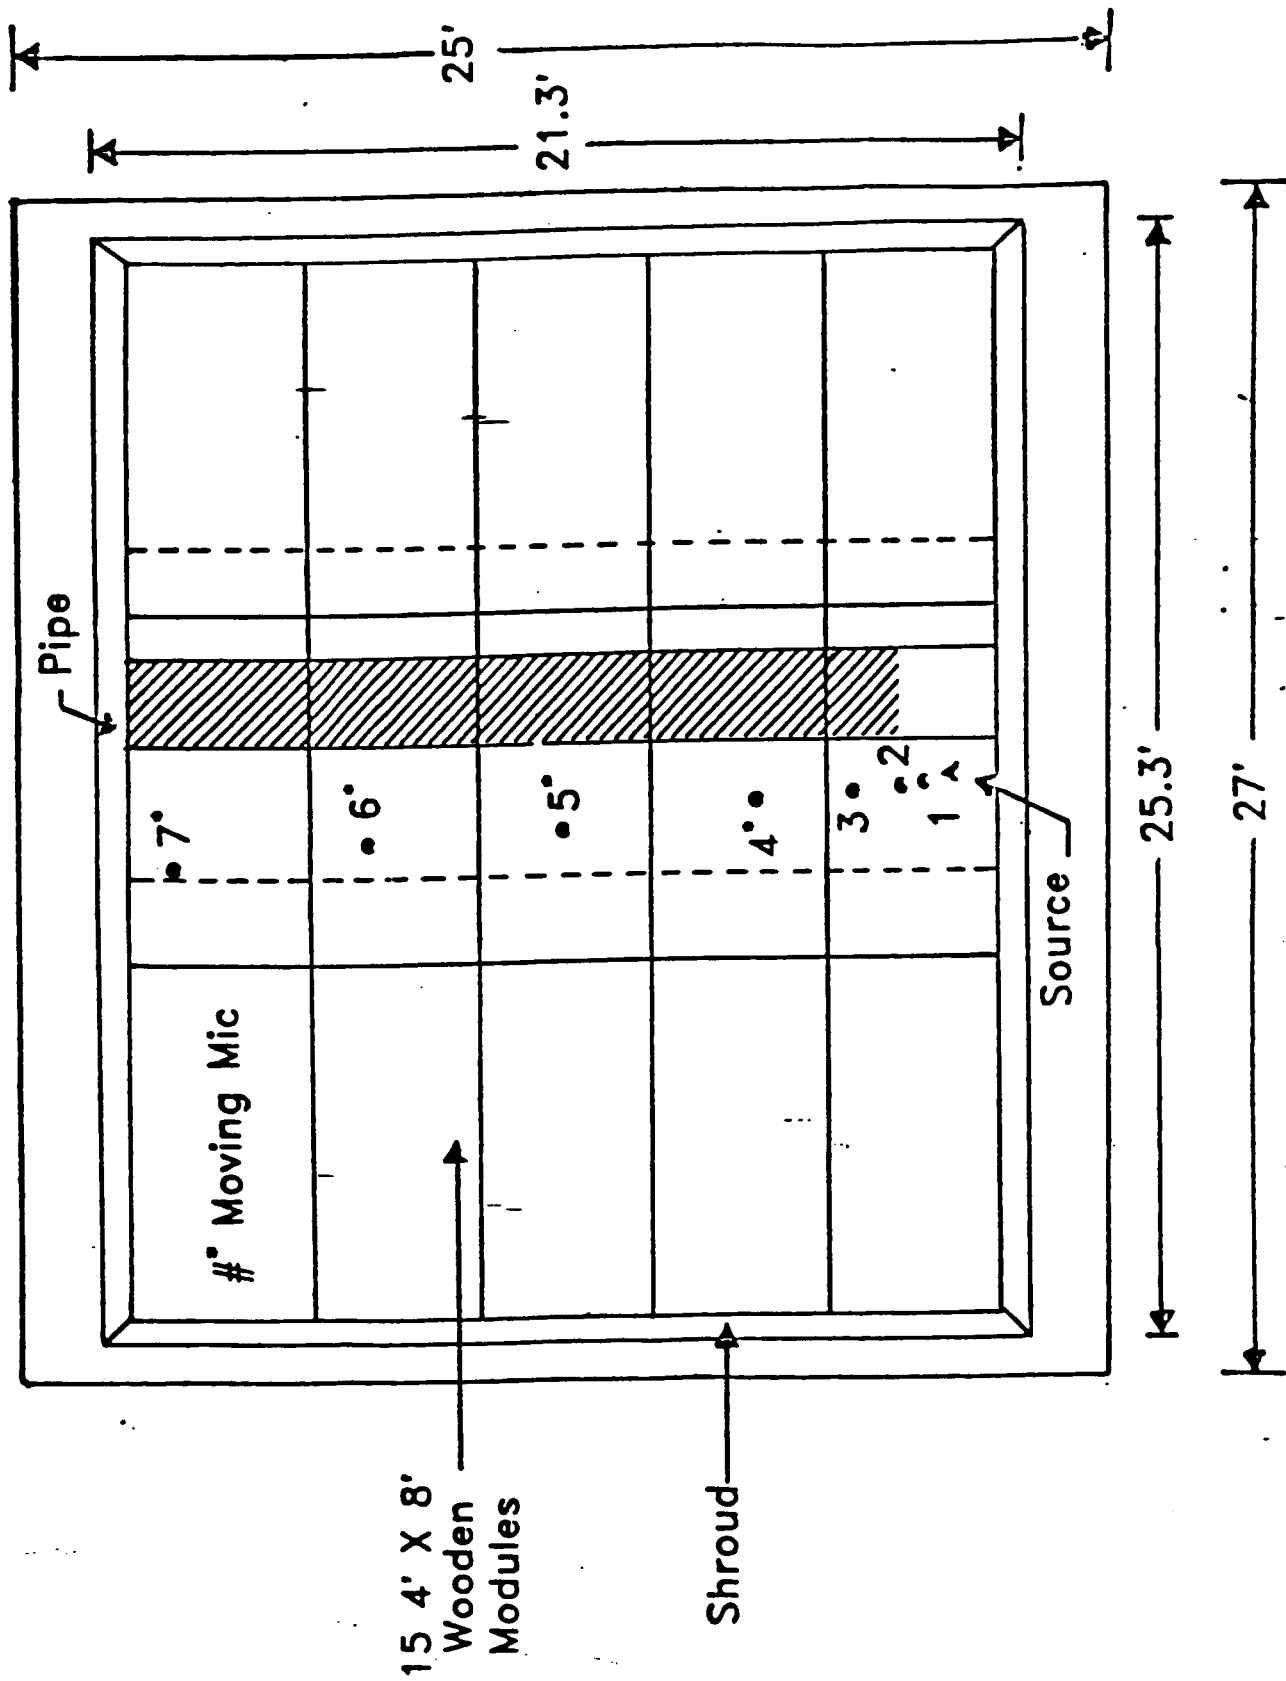 15 4' X 8'
Wooden
Modules
Shroud
#• Moving Mic
7•
6•
5•
4•
3
2
1
Source
Pipe
21.3'
25'
25.3'
27'